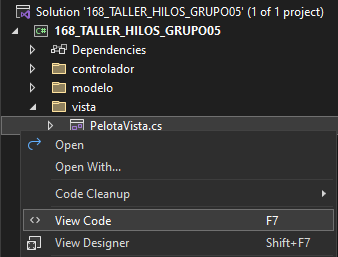 Solution '168_TALLER_HILOS_GRUPO05' (1 of 1 project)
C# 168_TALLER_HILOS_GRUPO05
Dependencies
controlador
modelo
vista
PelotaVista.cs
Open
Open With...
Code Cleanup
View Code F7
View Designer Shift+F7